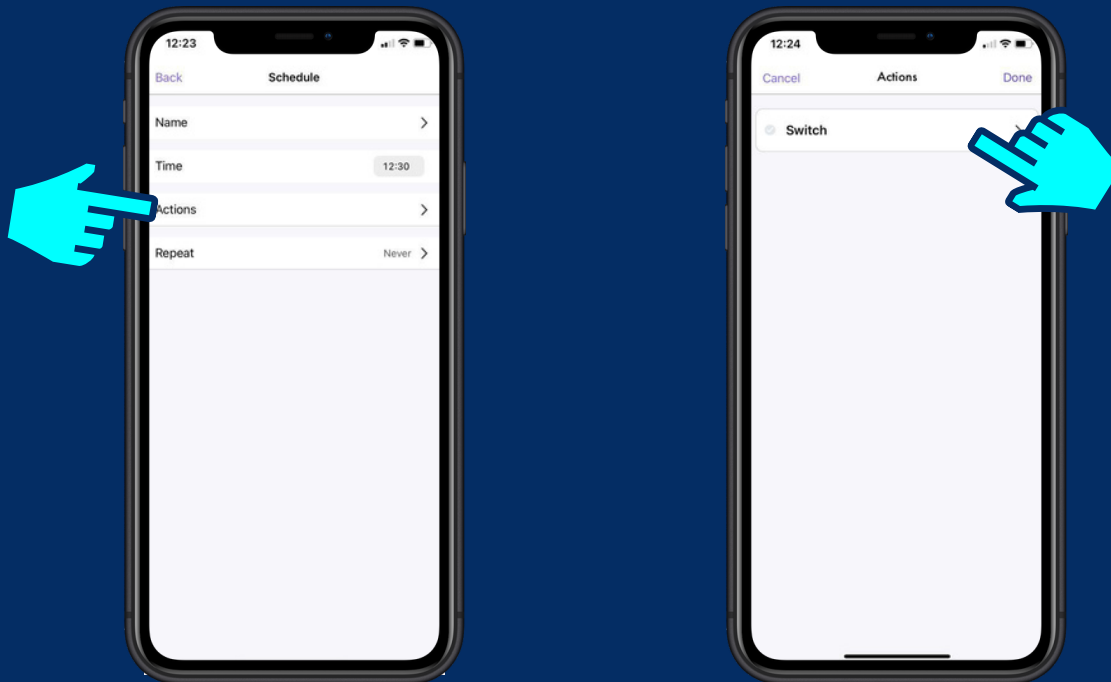 12:23
Back Schedule
Name
Time 12:30
Actions
Repeat Never
12:24
Cancel Actions Done
Switch